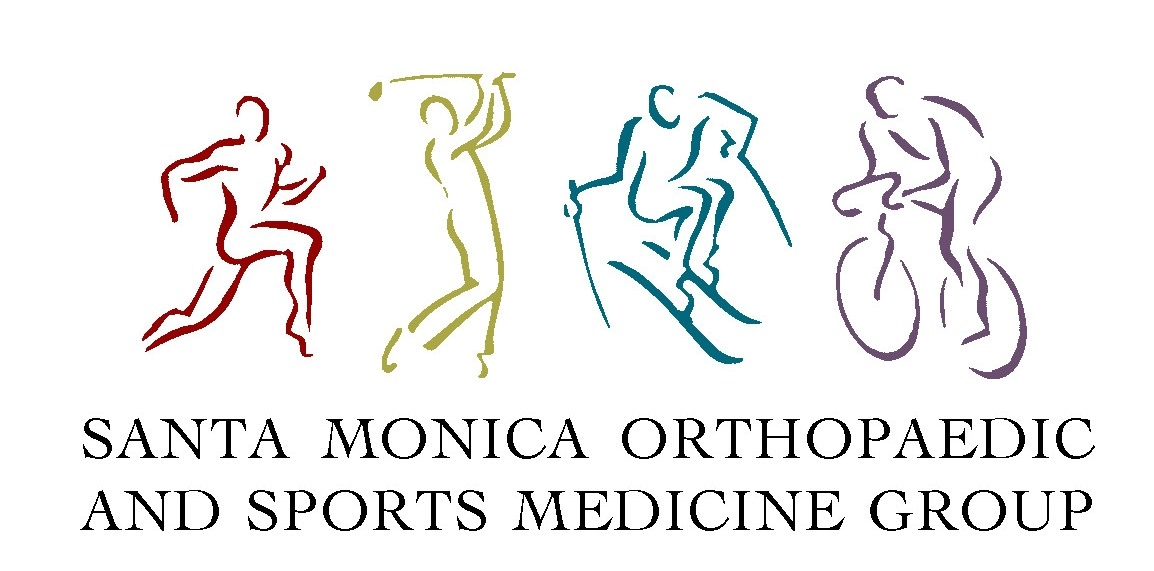 SANTA MONICA ORTHOPAEDIC
AND SPORTS MEDICINE GROUP